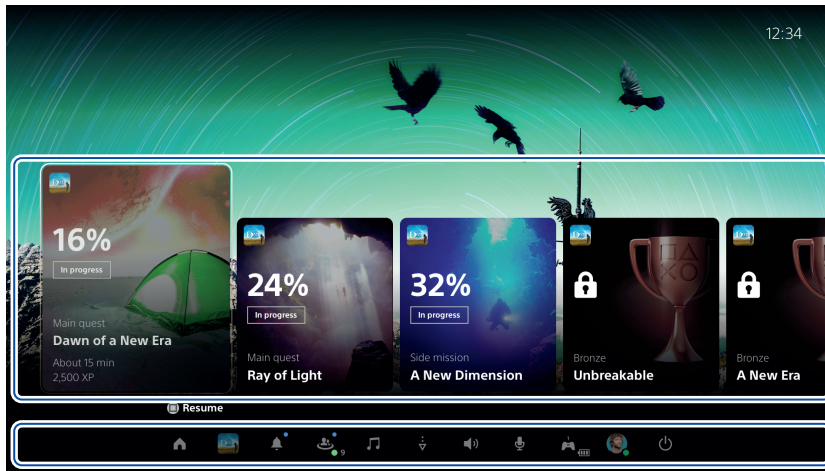 12:34
16%
In progress
Main quest
Dawn of a New Era
About 15 min
2,500 XP
24%
In progress
Main quest
Ray of Light
32%
In progress
Side mission
A New Dimension
Bronze
Unbreakable
Bronze
A New Era
Resume
9